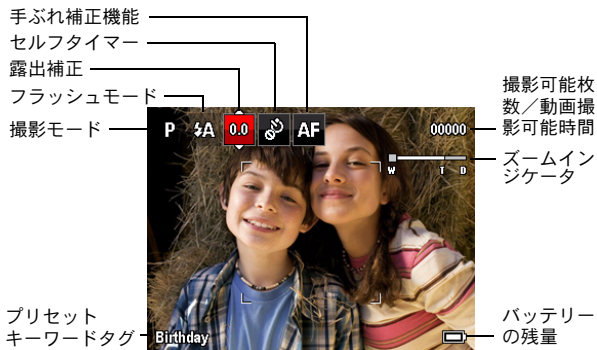 手ぶれ補正機能
セルフタイマー
露出補正
フラッシュモード
撮影モード
P
A
0.0
AF
00000
W
T
D
撮影可能枚
数／動画撮
影可能時間
ズームイン
ジケータ
プリセット
キーワードタグ
Birthday
バッテリー
の残量